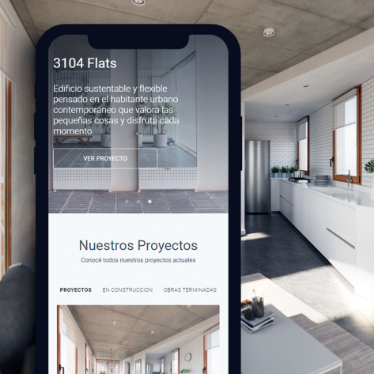 3104 Flats
Edificio sustentable y flexible
pensado en el habitante urbano
contemporáneo que valora las
pequeñas cosas y disfruta cada
momento
VER PROYECTO
Nuestros Proyectos
Conocé todos nuestros proyectos actuales.
PROYECTOS EN CONSTRUCCION OBRAS TERMINADAS